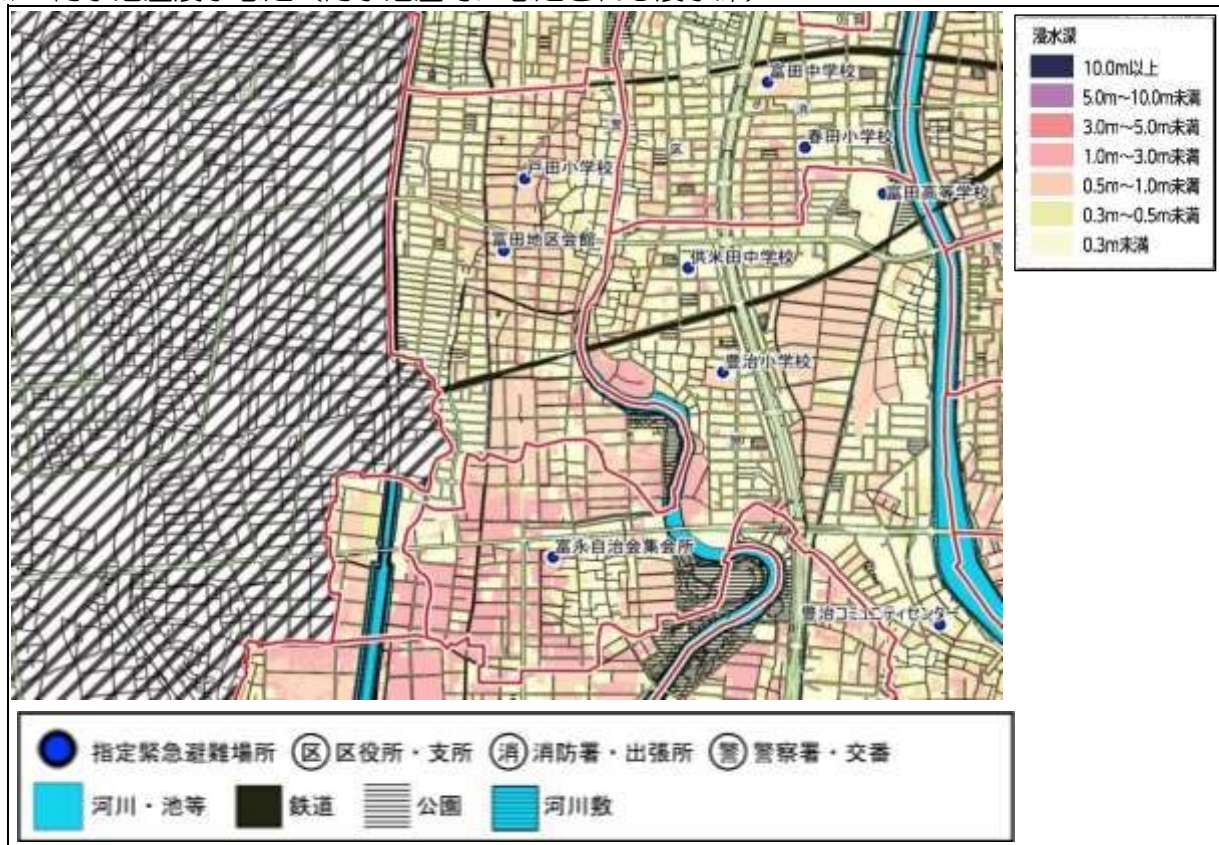 浸水深
10.0m以上
5.0m～10.0m未満
3.0m～5.0m未満
1.0m～3.0m未満
0.5m～1.0m未満
0.3m～0.5m未満
0.3m未満
富田中学校
消
春田小学校
警
区
戸田小学校
富田高等学校
富田地区会館
供米田中学校
豊治小学校
富永自治会集会所
豊治コミュニティセンター
指定緊急避難場所 区 区役所・支所 消 消防署・出張所 警 警察署・交番
河川・池等 鉄道 公園 河川敷